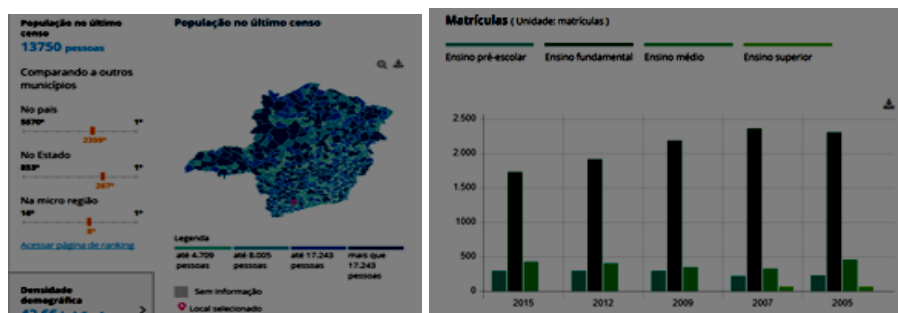 População no último
censo
13750 pessoas
Comparando a outros
municípios
No país
5570º
1º
2359º
No Estado
853º
1º
267º
Na micro região
16º
1º
8º
Acessar página de ranking
Densidade
demográfica
População no último censo
Legenda
até 4.709
pessoas
até 8.005
pessoas
até 17.243
pessoas
mais que
17.243
pessoas
Sem informação
Local selecionado
Matrículas ( Unidade: matrículas )
Ensino pré-escolar
Ensino fundamental
Ensino médio
Ensino superior
2.500
2.000
1.500
1000
500
0
2015
2012
2009
2007
2005